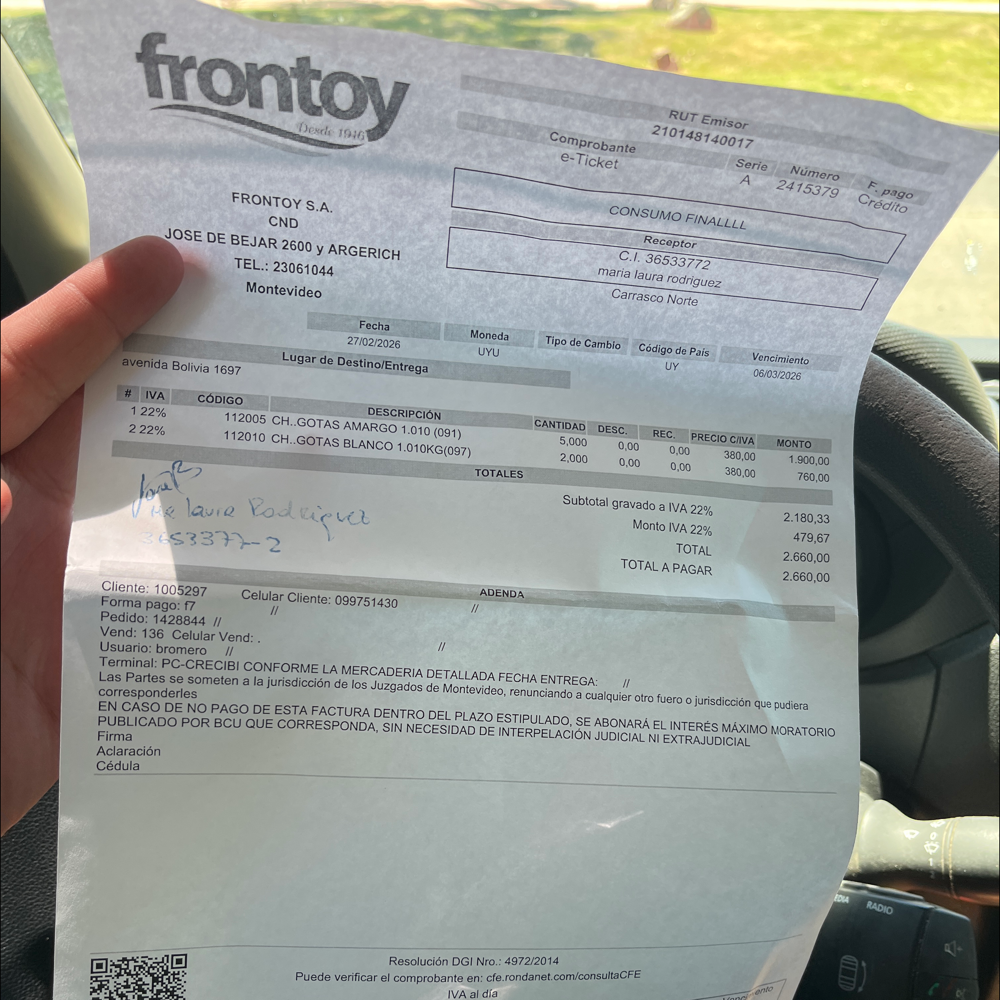 frontoy
Desde 1946
RUT Emisor
210148140017
Comprobante Serie Número F. pago
e-Ticket A 2415379 Crédito
CONSUMO FINALLLL
Receptor
C.I. 36533772
maria laura rodriguez
Carrasco Norte
FRONTOY S.A.
CND
JOSE DE BEJAR 2600 y ARGERICH
TEL.: 23061044
Montevideo
Fecha Moneda Tipo de Cambio Código de País Vencimiento
27/02/2026 UYU UY 06/03/2026
Lugar de Destino/Entrega
avenida Bolivia 1697
# IVA CÓDIGO DESCRIPCIÓN CANTIDAD DESC. REC. PRECIO C/IVA MONTO
1 22% 112005 CH..GOTAS AMARGO 1.010 (091) 5,000 0,00 0,00 380,00 1.900,00
2 22% 112010 CH..GOTAS BLANCO 1.010KG(097) 2,000 0,00 0,00 380,00 760,00
TOTALES
Subtotal gravado a IVA 22% 2.180,33
Monto IVA 22% 479,67
TOTAL 2.660,00
TOTAL A PAGAR 2.660,00
Laura Rodriguez
3653377-2
ADENDA
Cliente: 1005297 Celular Cliente: 099751430 //
Forma pago: f7 //
Pedido: 1428844 //
Vend: 136 Celular Vend: . //
Usuario: bromero //
Terminal: PC-CRECIBI CONFORME LA MERCADERIA DETALLADA FECHA ENTREGA: //
Las Partes se someten a la jurisdicción de los Juzgados de Montevideo, renunciando a cualquier otro fuero o jurisdicción que pudiera
corresponderles
EN CASO DE NO PAGO DE ESTA FACTURA DENTRO DEL PLAZO ESTIPULADO, SE ABONARÁ EL INTERÉS MÁXIMO MORATORIO
PUBLICADO POR BCU QUE CORRESPONDA, SIN NECESIDAD DE INTERPELACIÓN JUDICIAL NI EXTRAJUDICIAL
Firma
Aclaración
Cédula
Resolución DGI Nro.: 4972/2014
Puede verificar el comprobante en: cfe.rondanet.com/consultaCFE
IVA al día
RADIO